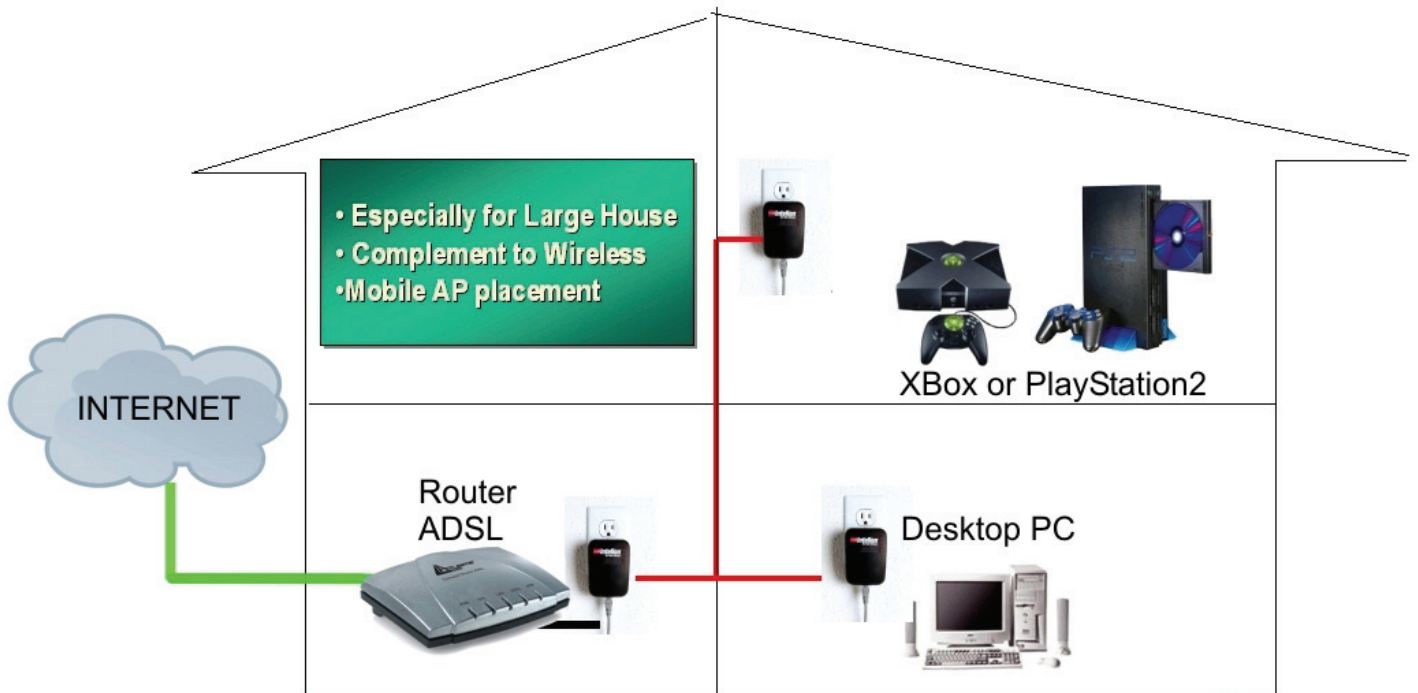 • Especially for Large House
• Complement to Wireless
•Mobile AP placement
XBox or PlayStation2
INTERNET
Router
ADSL
Desktop PC